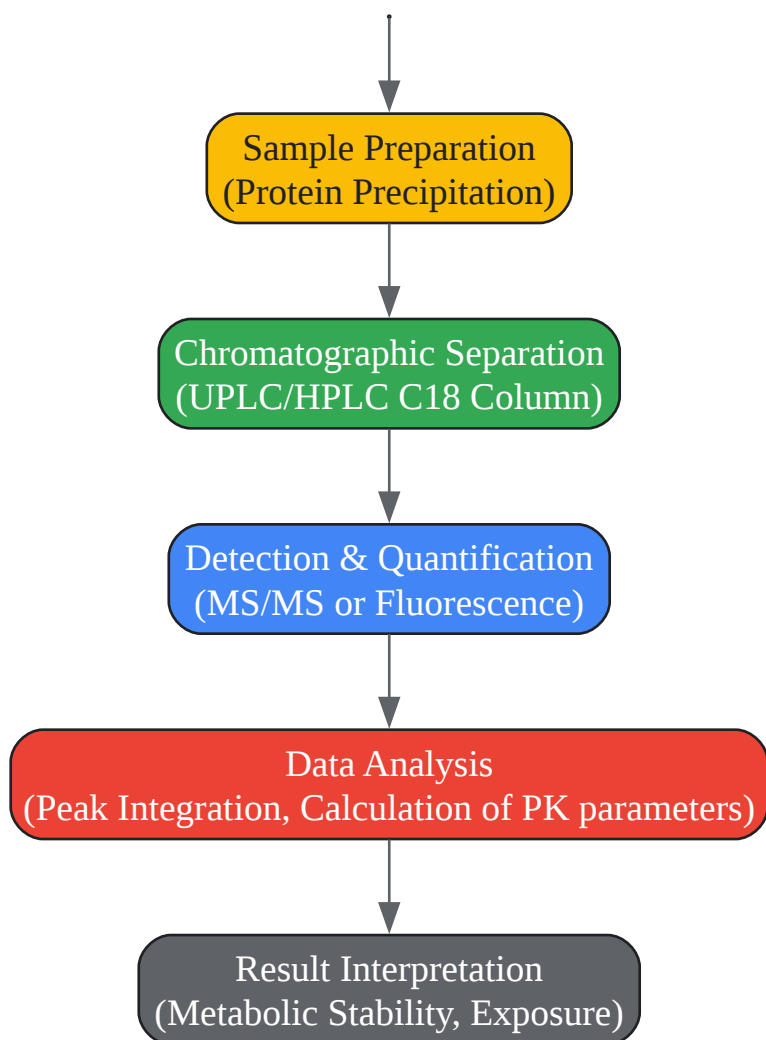 Sample Preparation
(Protein Precipitation)
Chromatographic Separation
(UPLC/HPLC C18 Column)
Detection & Quantification
(MS/MS or Fluorescence)
Data Analysis
(Peak Integration, Calculation of PK parameters)
Result Interpretation
(Metabolic Stability, Exposure)